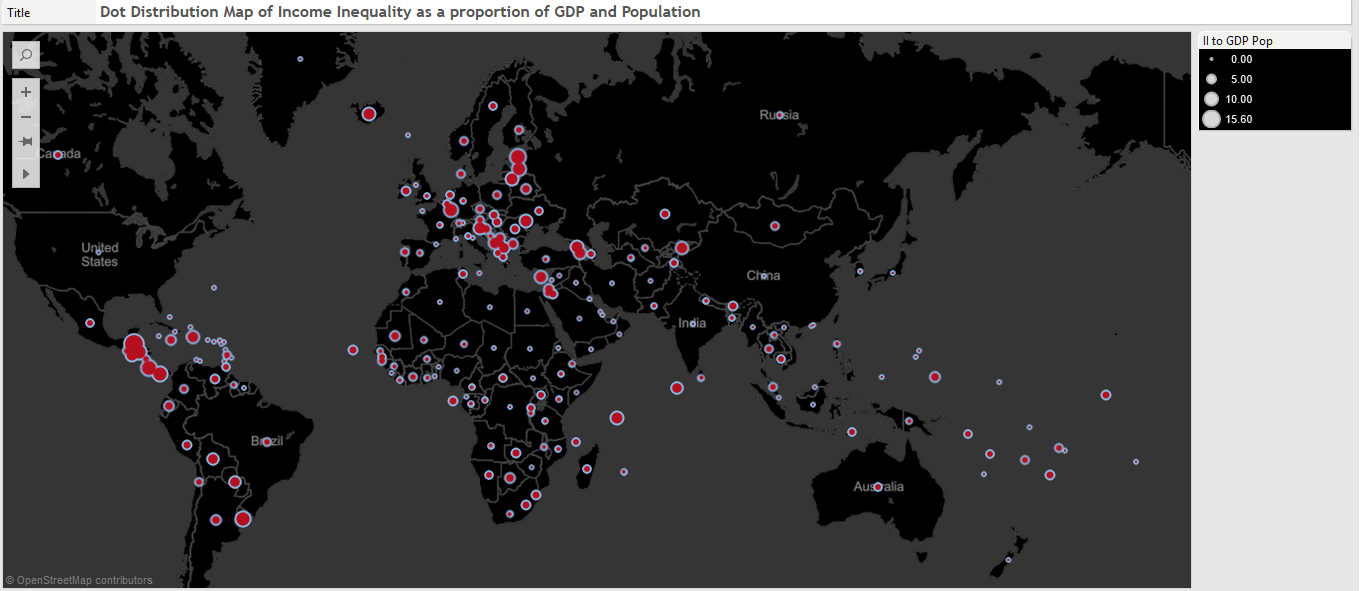 Title
Dot Distribution Map of Income Inequality as a proportion of GDP and Population
II to GDP Pop
0.00
5.00
10.00
15.60
Russia
Canada
United
States
China
India
Brazil
Australia
© OpenStreetMap contributors